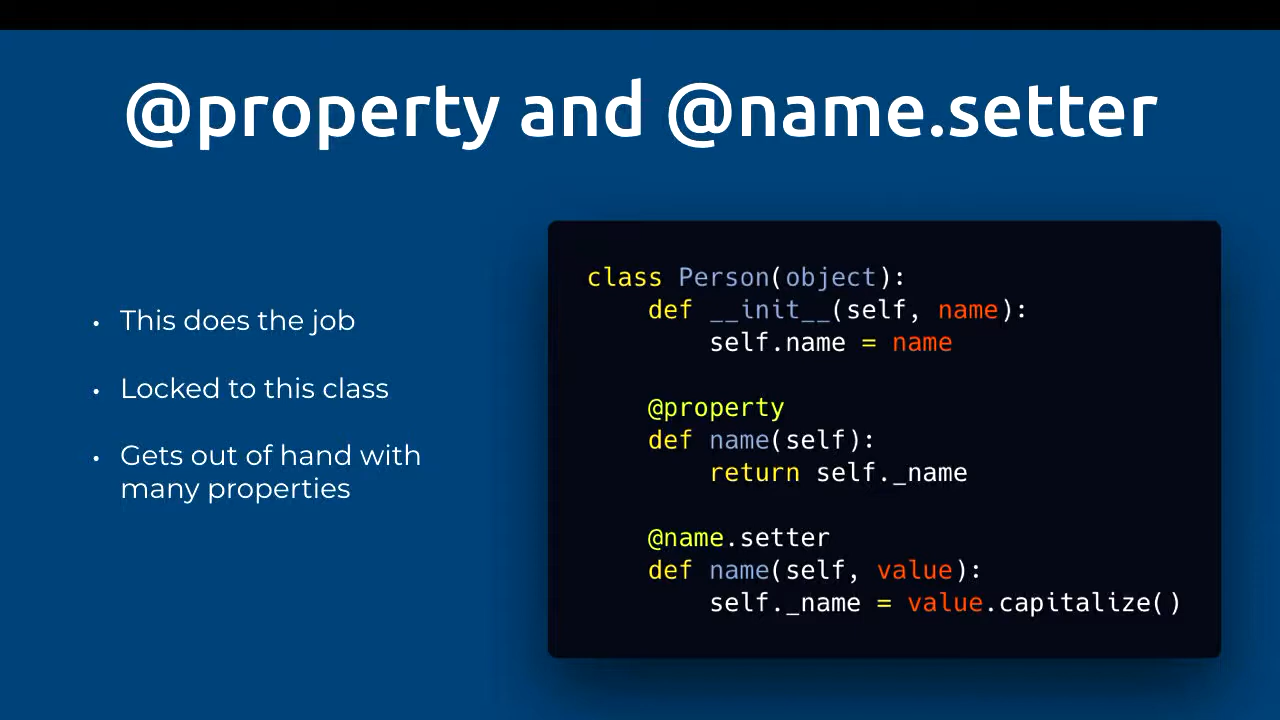 @property and @name.setter
• This does the job
• Locked to this class
• Gets out of hand with
many properties
class Person(object):
    def __init__(self, name):
        self.name = name

    @property
    def name(self):
        return self._name

    @name.setter
    def name(self, value):
        self._name = value.capitalize()